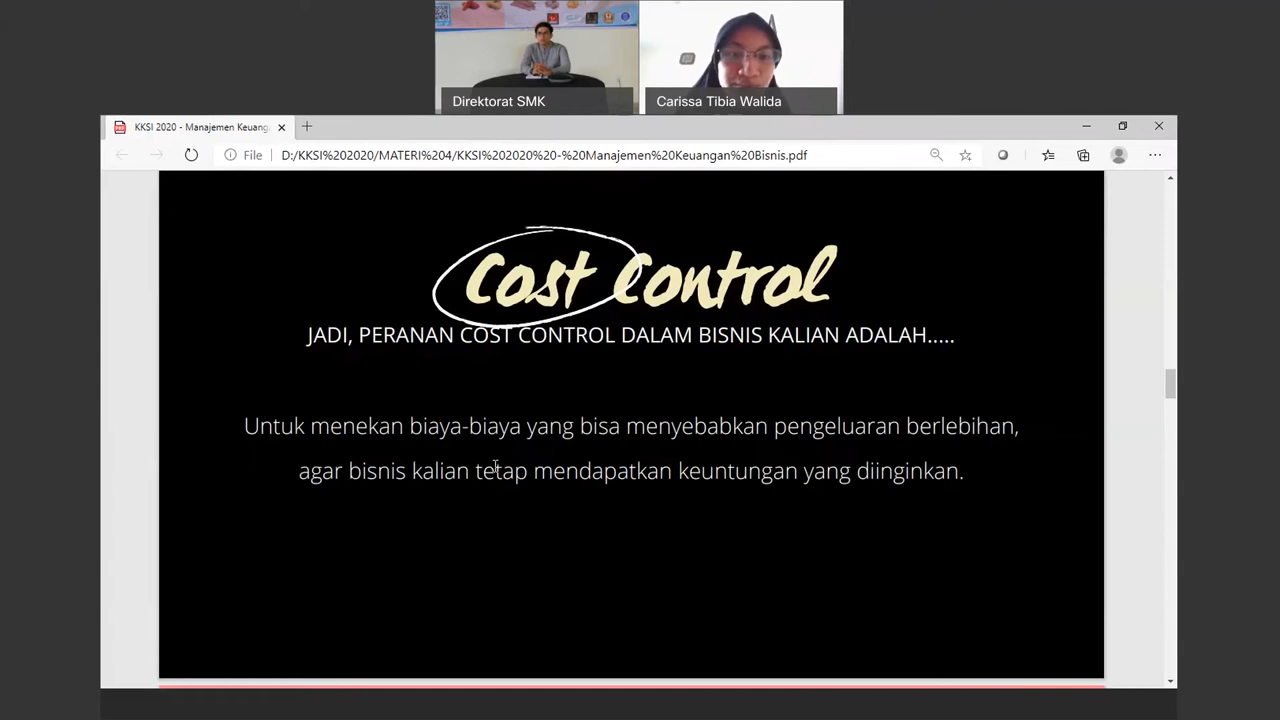 Direktorat SMK
Carissa Tibia Walida
KKSI 2020 - Manajemen Keuang
File
D:/KKSI%202020/MATERI%204/KKSI%202020%20-%20Manajemen%20Keuangan%20Bisnis.pdf
Cost Control
JADI, PERANAN COST CONTROL DALAM BISNIS KALIAN ADALAH.....
Untuk menekan biaya-biaya yang bisa menyebabkan pengeluaran berlebihan,
agar bisnis kalian tetap mendapatkan keuntungan yang diinginkan.